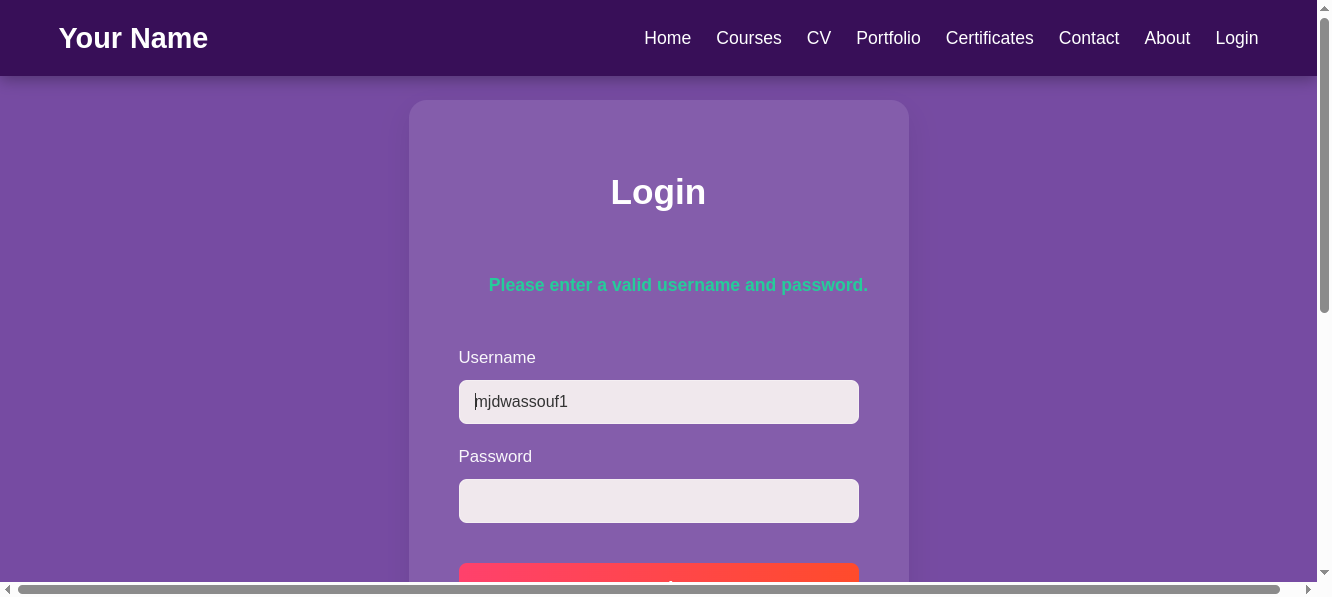 Your Name
Home Courses CV Portfolio Certificates Contact About Login
Login
Please enter a valid username and password.
Username
mjdwassouf1
Password